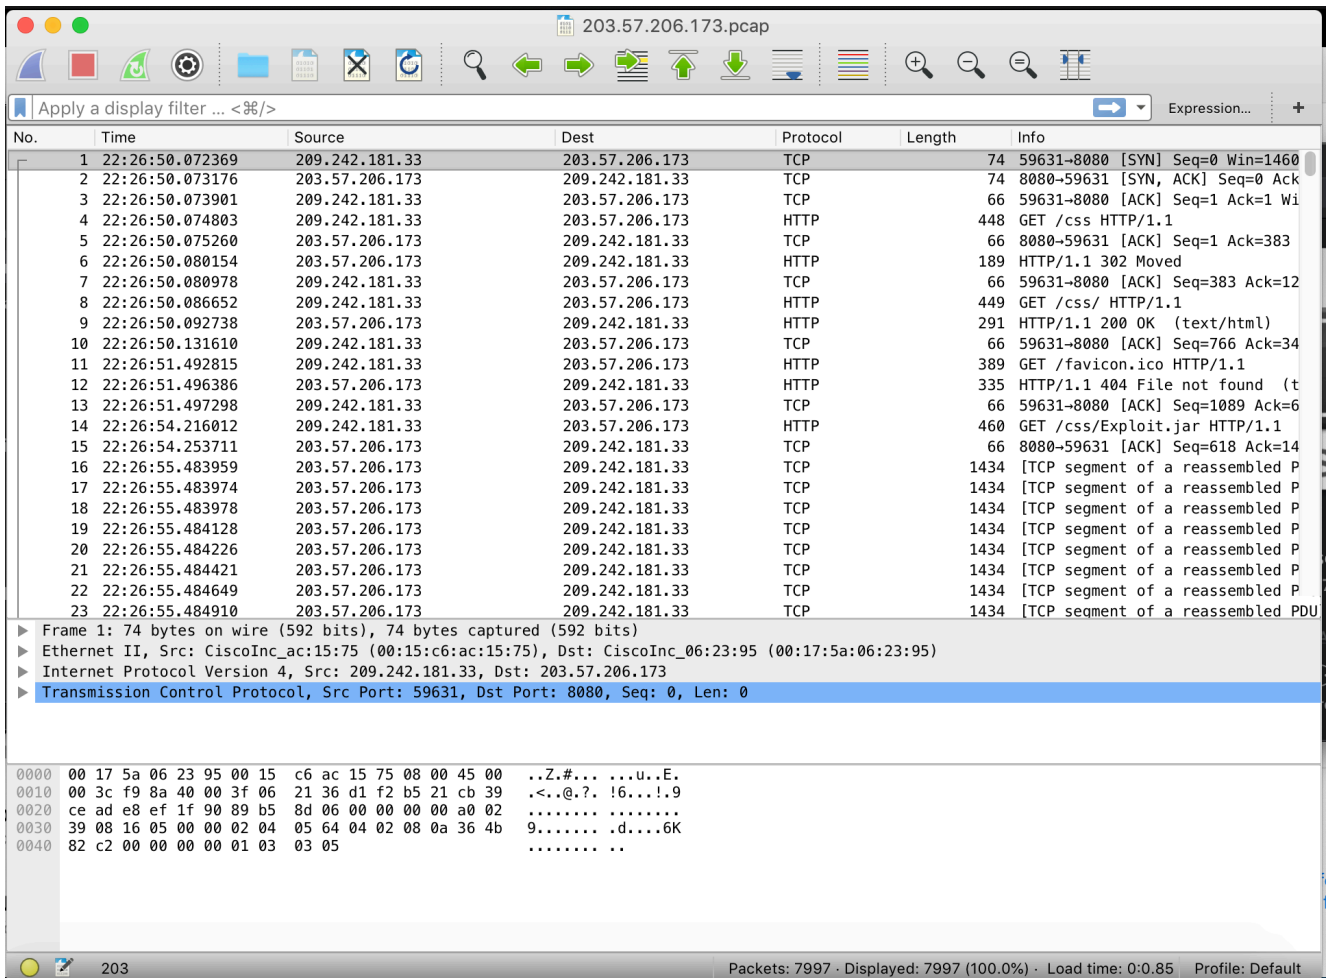 203.57.206.173.pcap
Apply a display filter ... <⌘/>
Expression...
+
No. Time Source Dest Protocol Length Info
1 22:26:50.072369 209.242.181.33 203.57.206.173 TCP 74 59631→8080 [SYN] Seq=0 Win=1460
2 22:26:50.073176 203.57.206.173 209.242.181.33 TCP 74 8080→59631 [SYN, ACK] Seq=0 Ack
3 22:26:50.073901 209.242.181.33 203.57.206.173 TCP 66 59631→8080 [ACK] Seq=1 Ack=1 Wi
4 22:26:50.074803 209.242.181.33 203.57.206.173 HTTP 448 GET /css HTTP/1.1
5 22:26:50.075260 203.57.206.173 209.242.181.33 TCP 66 8080→59631 [ACK] Seq=1 Ack=383
6 22:26:50.080154 203.57.206.173 209.242.181.33 HTTP 189 HTTP/1.1 302 Moved
7 22:26:50.080978 209.242.181.33 203.57.206.173 TCP 66 59631→8080 [ACK] Seq=383 Ack=12
8 22:26:50.086652 209.242.181.33 203.57.206.173 HTTP 449 GET /css/ HTTP/1.1
9 22:26:50.092738 203.57.206.173 209.242.181.33 HTTP 291 HTTP/1.1 200 OK (text/html)
10 22:26:50.131610 209.242.181.33 203.57.206.173 TCP 66 59631→8080 [ACK] Seq=766 Ack=34
11 22:26:51.492815 209.242.181.33 203.57.206.173 HTTP 389 GET /favicon.ico HTTP/1.1
12 22:26:51.496386 203.57.206.173 209.242.181.33 HTTP 335 HTTP/1.1 404 File not found (t
13 22:26:51.497298 209.242.181.33 203.57.206.173 TCP 66 59631→8080 [ACK] Seq=1089 Ack=6
14 22:26:54.216012 209.242.181.33 203.57.206.173 HTTP 460 GET /css/Exploit.jar HTTP/1.1
15 22:26:54.253711 203.57.206.173 209.242.181.33 TCP 66 8080→59631 [ACK] Seq=618 Ack=14
16 22:26:55.483959 203.57.206.173 209.242.181.33 TCP 1434 [TCP segment of a reassembled P
17 22:26:55.483974 203.57.206.173 209.242.181.33 TCP 1434 [TCP segment of a reassembled P
18 22:26:55.483978 203.57.206.173 209.242.181.33 TCP 1434 [TCP segment of a reassembled P
19 22:26:55.484128 203.57.206.173 209.242.181.33 TCP 1434 [TCP segment of a reassembled P
20 22:26:55.484226 203.57.206.173 209.242.181.33 TCP 1434 [TCP segment of a reassembled P
21 22:26:55.484421 203.57.206.173 209.242.181.33 TCP 1434 [TCP segment of a reassembled P
22 22:26:55.484649 203.57.206.173 209.242.181.33 TCP 1434 [TCP segment of a reassembled P
23 22:26:55.484910 203.57.206.173 209.242.181.33 TCP 1434 [TCP segment of a reassembled PDU
Frame 1: 74 bytes on wire (592 bits), 74 bytes captured (592 bits)
Ethernet II, Src: CiscoInc_ac:15:75 (00:15:c6:ac:15:75), Dst: CiscoInc_06:23:95 (00:17:5a:06:23:95)
Internet Protocol Version 4, Src: 209.242.181.33, Dst: 203.57.206.173
Transmission Control Protocol, Src Port: 59631, Dst Port: 8080, Seq: 0, Len: 0
0000 00 17 5a 06 23 95 00 15 c6 ac 15 75 08 00 45 00 ..Z.#... ...u..E.
0010 00 3c f9 8a 40 00 3f 06 21 36 d1 f2 b5 21 cb 39 .<..@.?. !6...!.9
0020 ce ad e8 ef 1f 90 89 b5 8d 06 00 00 00 00 a0 02 ........ ........
0030 39 08 16 05 00 00 02 04 05 64 04 02 08 0a 36 4b 9....... .d....6K
0040 82 c2 00 00 00 00 01 03 03 05 ........ ..
203
Packets: 7997 · Displayed: 7997 (100.0%) · Load time: 0:0.85
Profile: Default